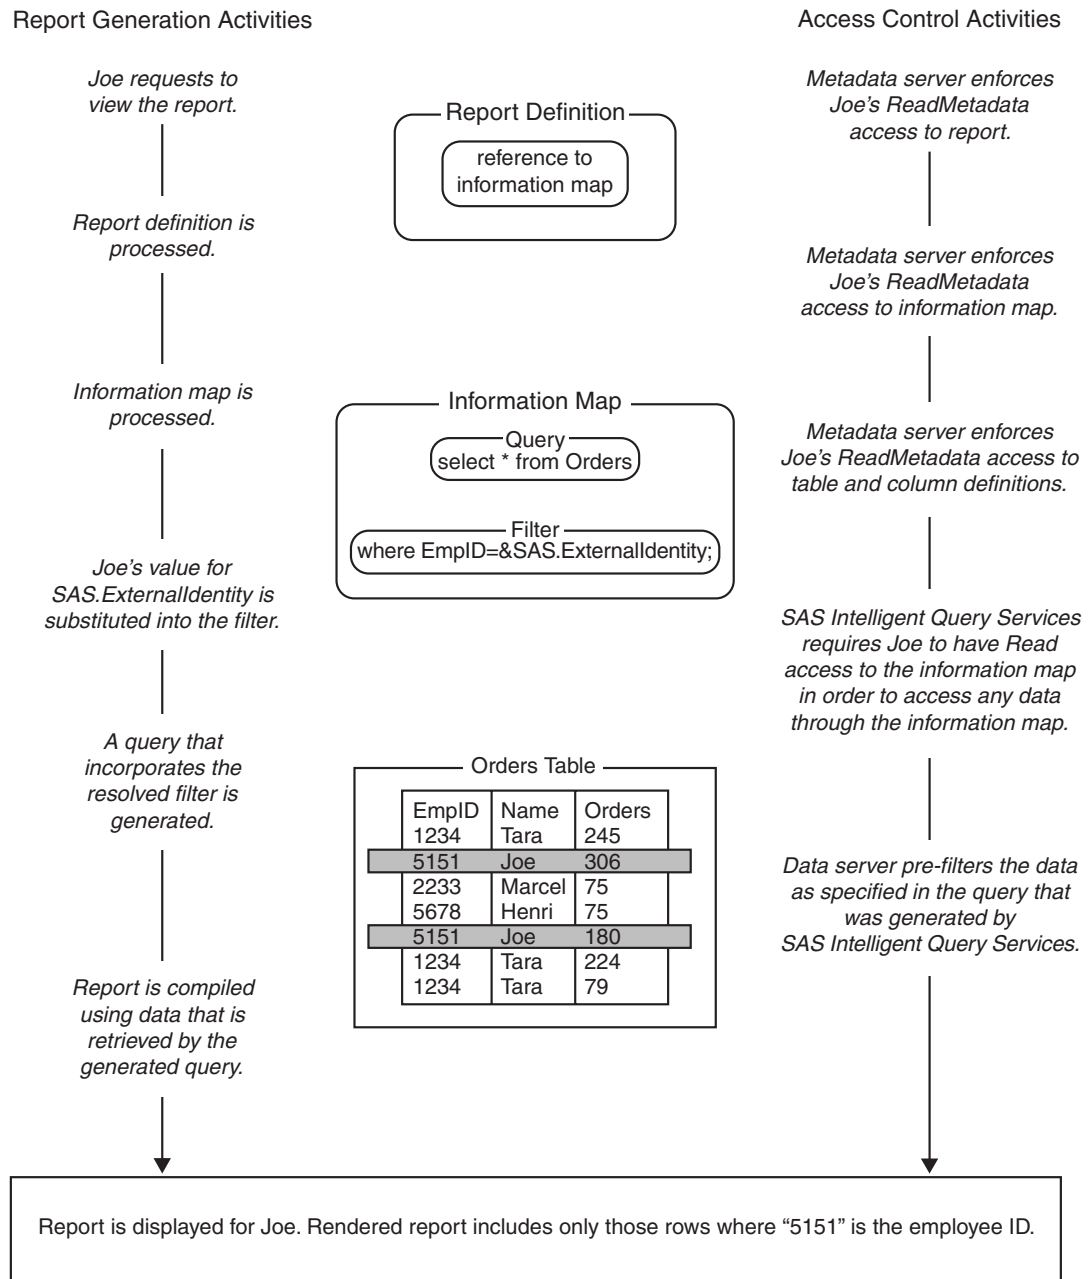 Report Generation Activities
Joe requests to
view the report.
Report definition is
processed.
Information map is
processed.
Joe's value for
SAS.ExternalIdentity is
substituted into the filter.
A query that
incorporates the
resolved filter is
generated.
Report is compiled
using data that is
retrieved by the
generated query.
Report Definition
reference to
information map
Information Map
Query
select * from Orders
Filter
where EmpID=&SAS.ExternalIdentity;
Orders Table
EmpID Name Orders
1234 Tara 245
5151 Joe 306
2233 Marcel 75
5678 Henri 75
5151 Joe 180
1234 Tara 224
1234 Tara 79
Access Control Activities
Metadata server enforces
Joe's ReadMetadata
access to report.
Metadata server enforces
Joe's ReadMetadata
access to information map.
Metadata server enforces
Joe's ReadMetadata access to
table and column definitions.
SAS Intelligent Query Services
requires Joe to have Read
access to the information map
in order to access any data
through the information map.
Data server pre-filters the data
as specified in the query that
was generated by
SAS Intelligent Query Services.
Report is displayed for Joe. Rendered report includes only those rows where “5151” is the employee ID.